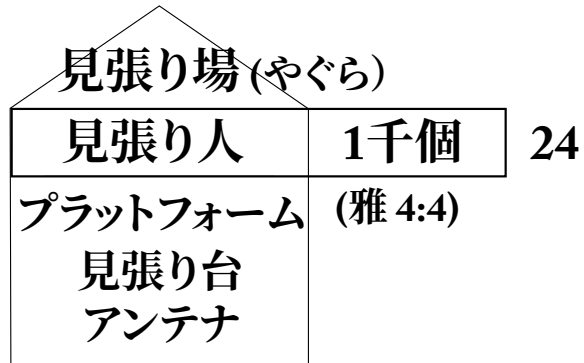 見張り場(やぐら)
見張り人 1千個 24
プラットフォーム (雅 4:4)
見張り台
アンテナ